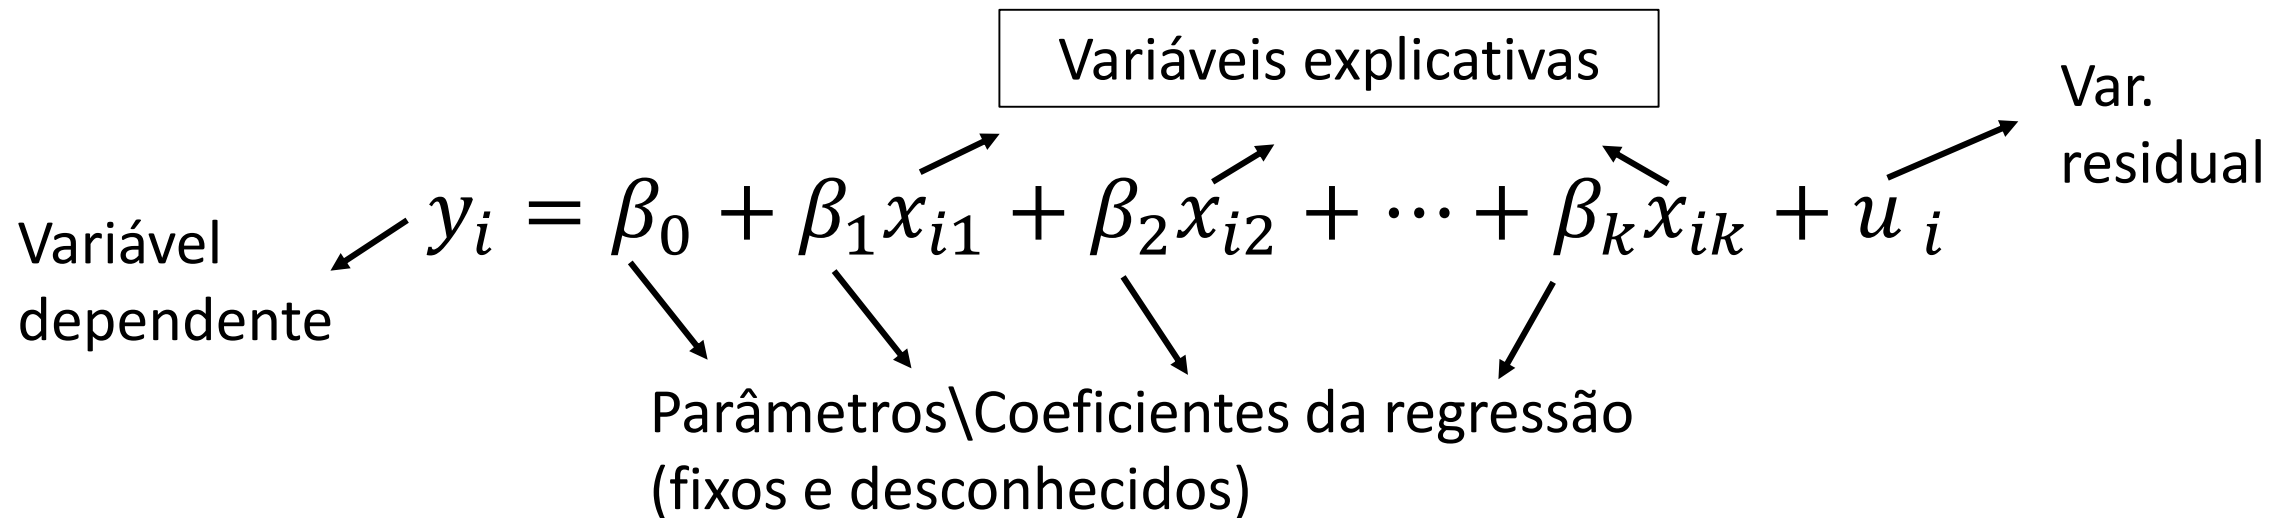 Variáveis explicativas
Var.
residual
Variável
dependente
yᵢ = β₀ + β₁xᵢ₁ + β₂xᵢ₂ + ⋯ + βₖxᵢₖ + u ᵢ
Parâmetros\Coeficientes da regressão
(fixos e desconhecidos)